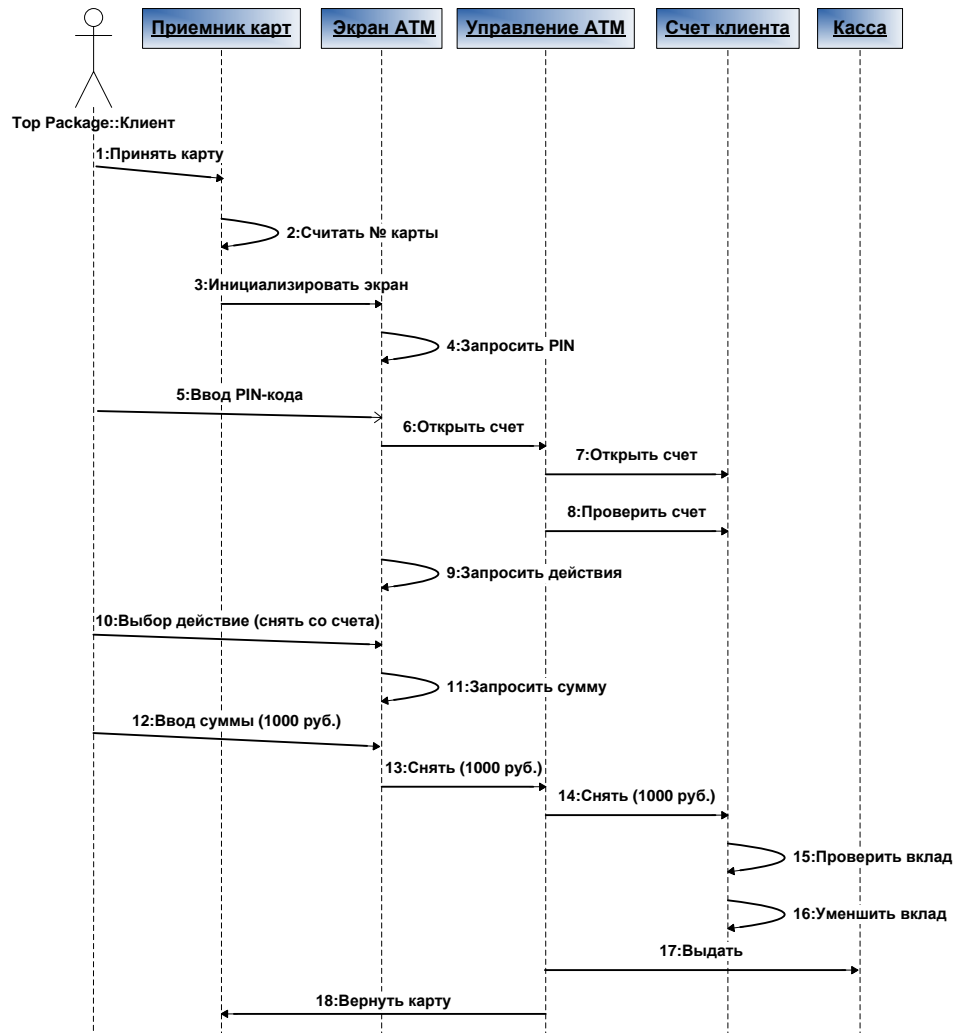 Приемник карт
Экран ATM
Управление ATM
Счет клиента
Касса
Top Package::Клиент
1:Принять карту
2:Считать № карты
3:Инициализировать экран
4:Запросить PIN
5:Ввод PIN-кода
6:Открыть счет
7:Открыть счет
8:Проверить счет
9:Запросить действия
10:Выбор действие (снять со счета)
11:Запросить сумму
12:Ввод суммы (1000 руб.)
13:Снять (1000 руб.)
14:Снять (1000 руб.)
15:Проверить вклад
16:Уменшить вклад
17:Выдать
18:Вернуть карту